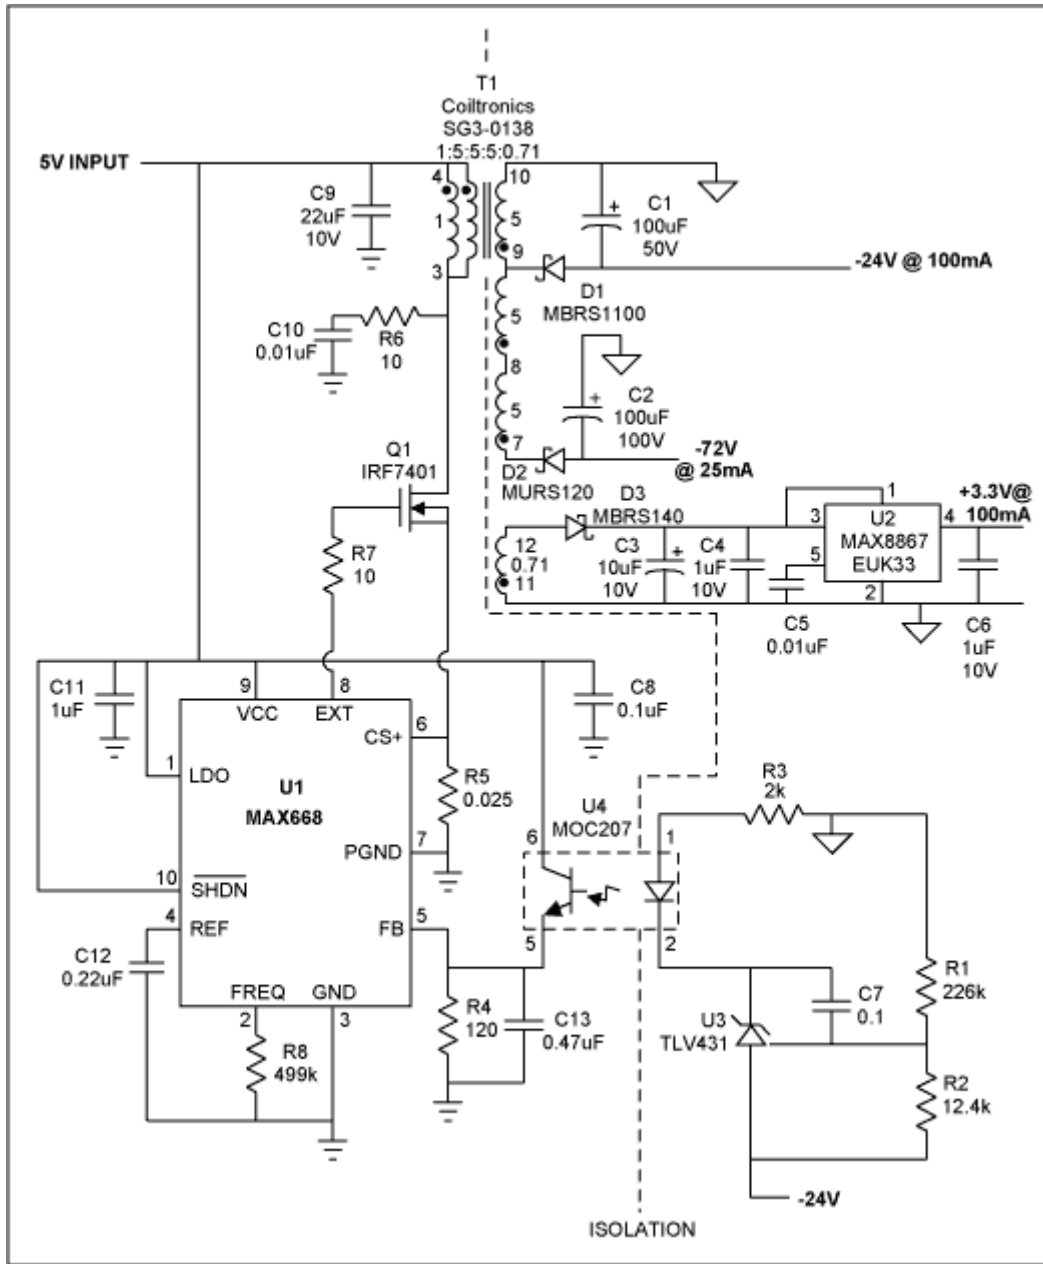 T1
Coiltronics
SG3-0138
1:5:5:5:0.71
5V INPUT
4
10
C9
22uF
10V
1
5
C1
100uF
50V
+
3
9
-24V @ 100mA
D1
MBRS1100
C10
0.01uF
R6
10
5
8
C2
100uF
100V
+
5
7
-72V
@ 25mA
Q1
IRF7401
D2
MURS120
D3
MBRS140
1
+3.3V@
100mA
3
U2
MAX8867
EUK33
4
5
2
R7
10
12
0.71
11
C3
10uF
10V
+
C4
1uF
10V
C5
0.01uF
C6
1uF
10V
C11
1uF
9
VCC
8
EXT
C8
0.1uF
6
CS+
1
LDO
U1
MAX668
R5
0.025
R3
2k
U4
MOC207
7
PGND
6
1
10
SHDN
4
REF
5
FB
5
2
C12
0.22uF
FREQ
GND
2
3
R4
120
C13
0.47uF
U3
TLV431
C7
0.1
R1
226k
R8
499k
R2
12.4k
-24V
ISOLATION